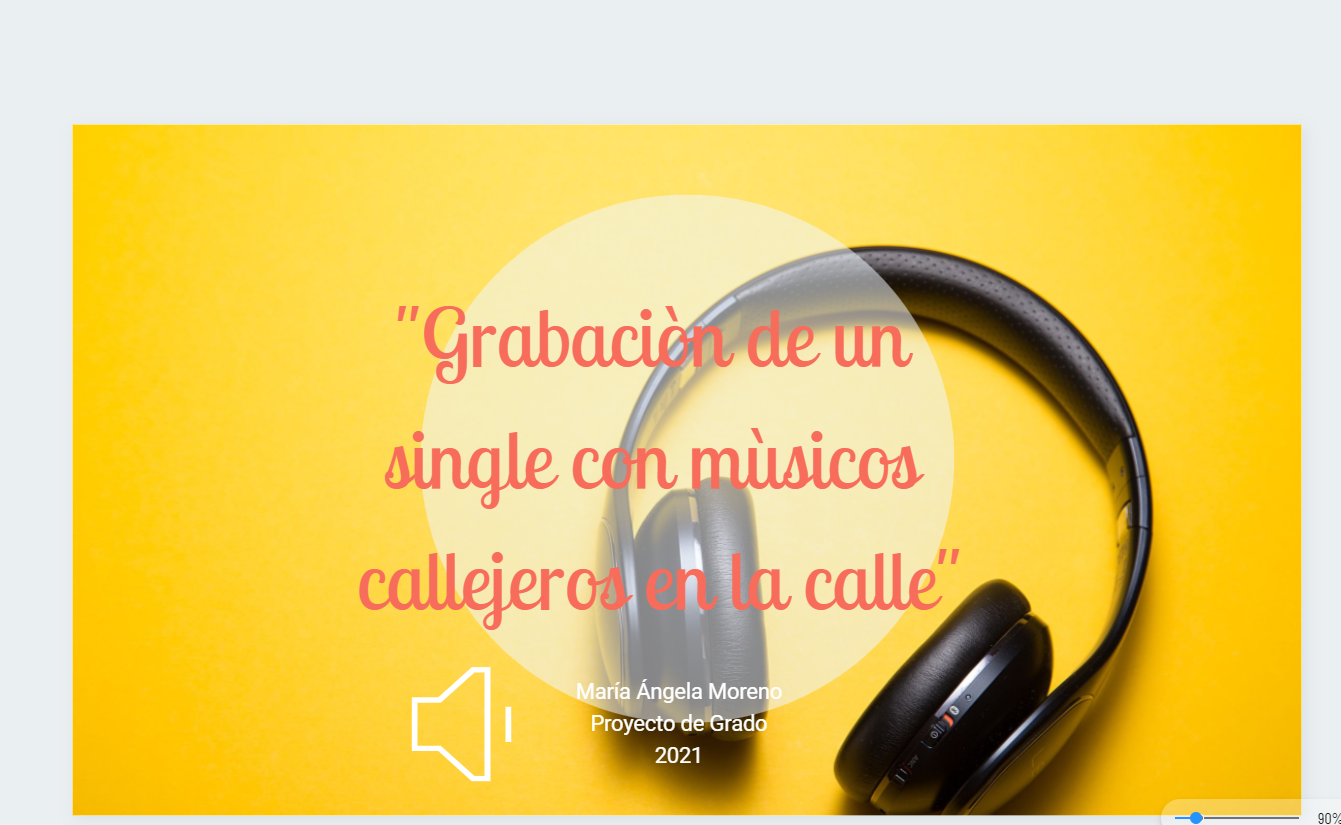 "Grabaciòn de un
single con mùsicos
callejeros en la calle"
María Ángela Moreno
Proyecto de Grado
2021
90%